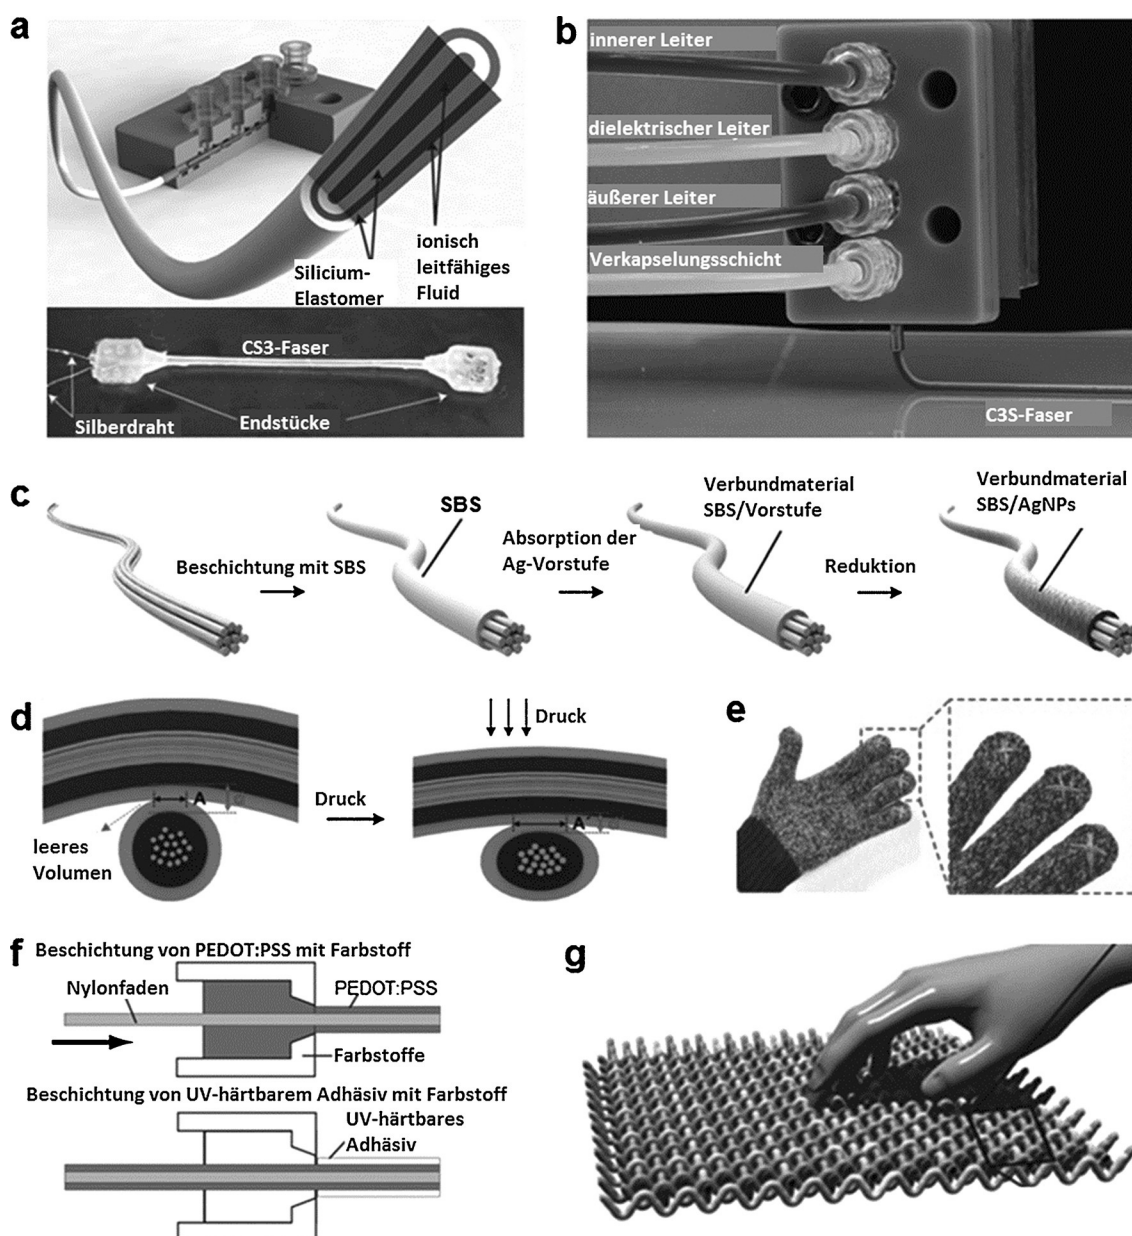 a
ionisch
leitfähiges
Fluid
Silicium-
Elastomer
CS3-Faser
Silberdraht
Endstücke
b
innerer Leiter
dielektrischer Leiter
äußerer Leiter
Verkapselungsschicht
C3S-Faser
c
Beschichtung mit SBS
SBS
Absorption der
Ag-Vorstufe
Verbundmaterial
SBS/Vorstufe
Reduktion
Verbundmaterial
SBS/AgNPs
d
A
d
leeres
Volumen
Druck
Druck
A'
d'
e
f
Beschichtung von PEDOT:PSS mit Farbstoff
Nylonfaden
PEDOT:PSS
Farbstoffe
Beschichtung von UV-härtbarem Adhäsiv mit Farbstoff
UV-härtbares
Adhäsiv
g